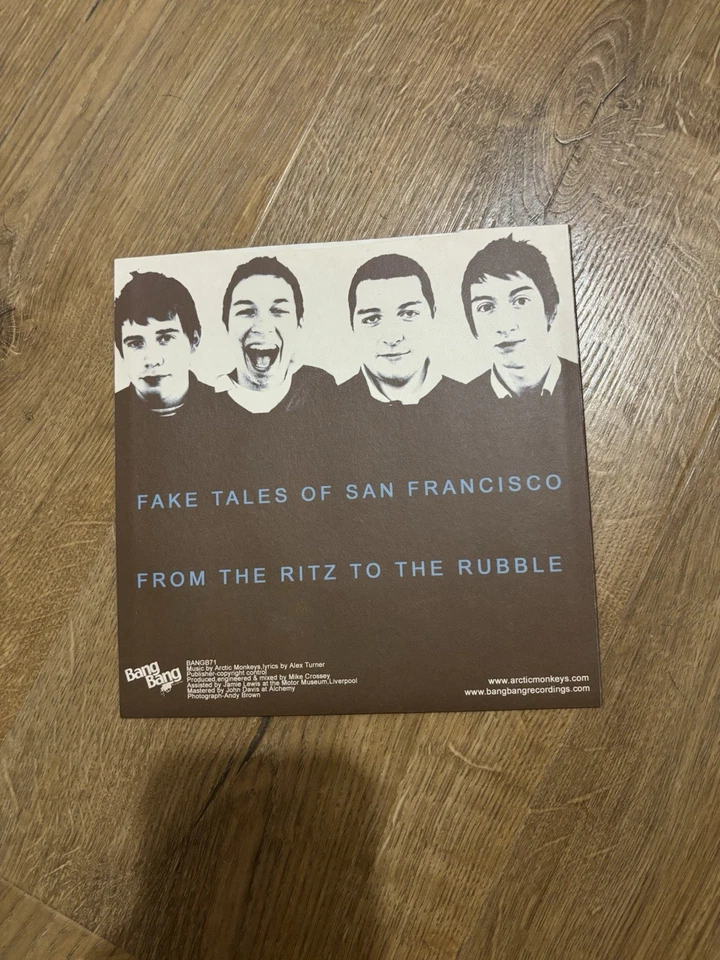 FAKE TALES OF SAN FRANCISCO
FROM THE RITZ TO THE RUBBLE
Bang
Bang
BANGB71
Music by Arctic Monkeys,lyrics by Alex Turner
Publisher-copyright control
Produced,engineered & mixed by Mike Crossey
Assisted by Jamie Lewis at the Motor Museum,Liverpool
Mastered by John Davis at Alchemy
Photograph-Andy Brown
www.arcticmonkeys.com
www.bangbangrecordings.com